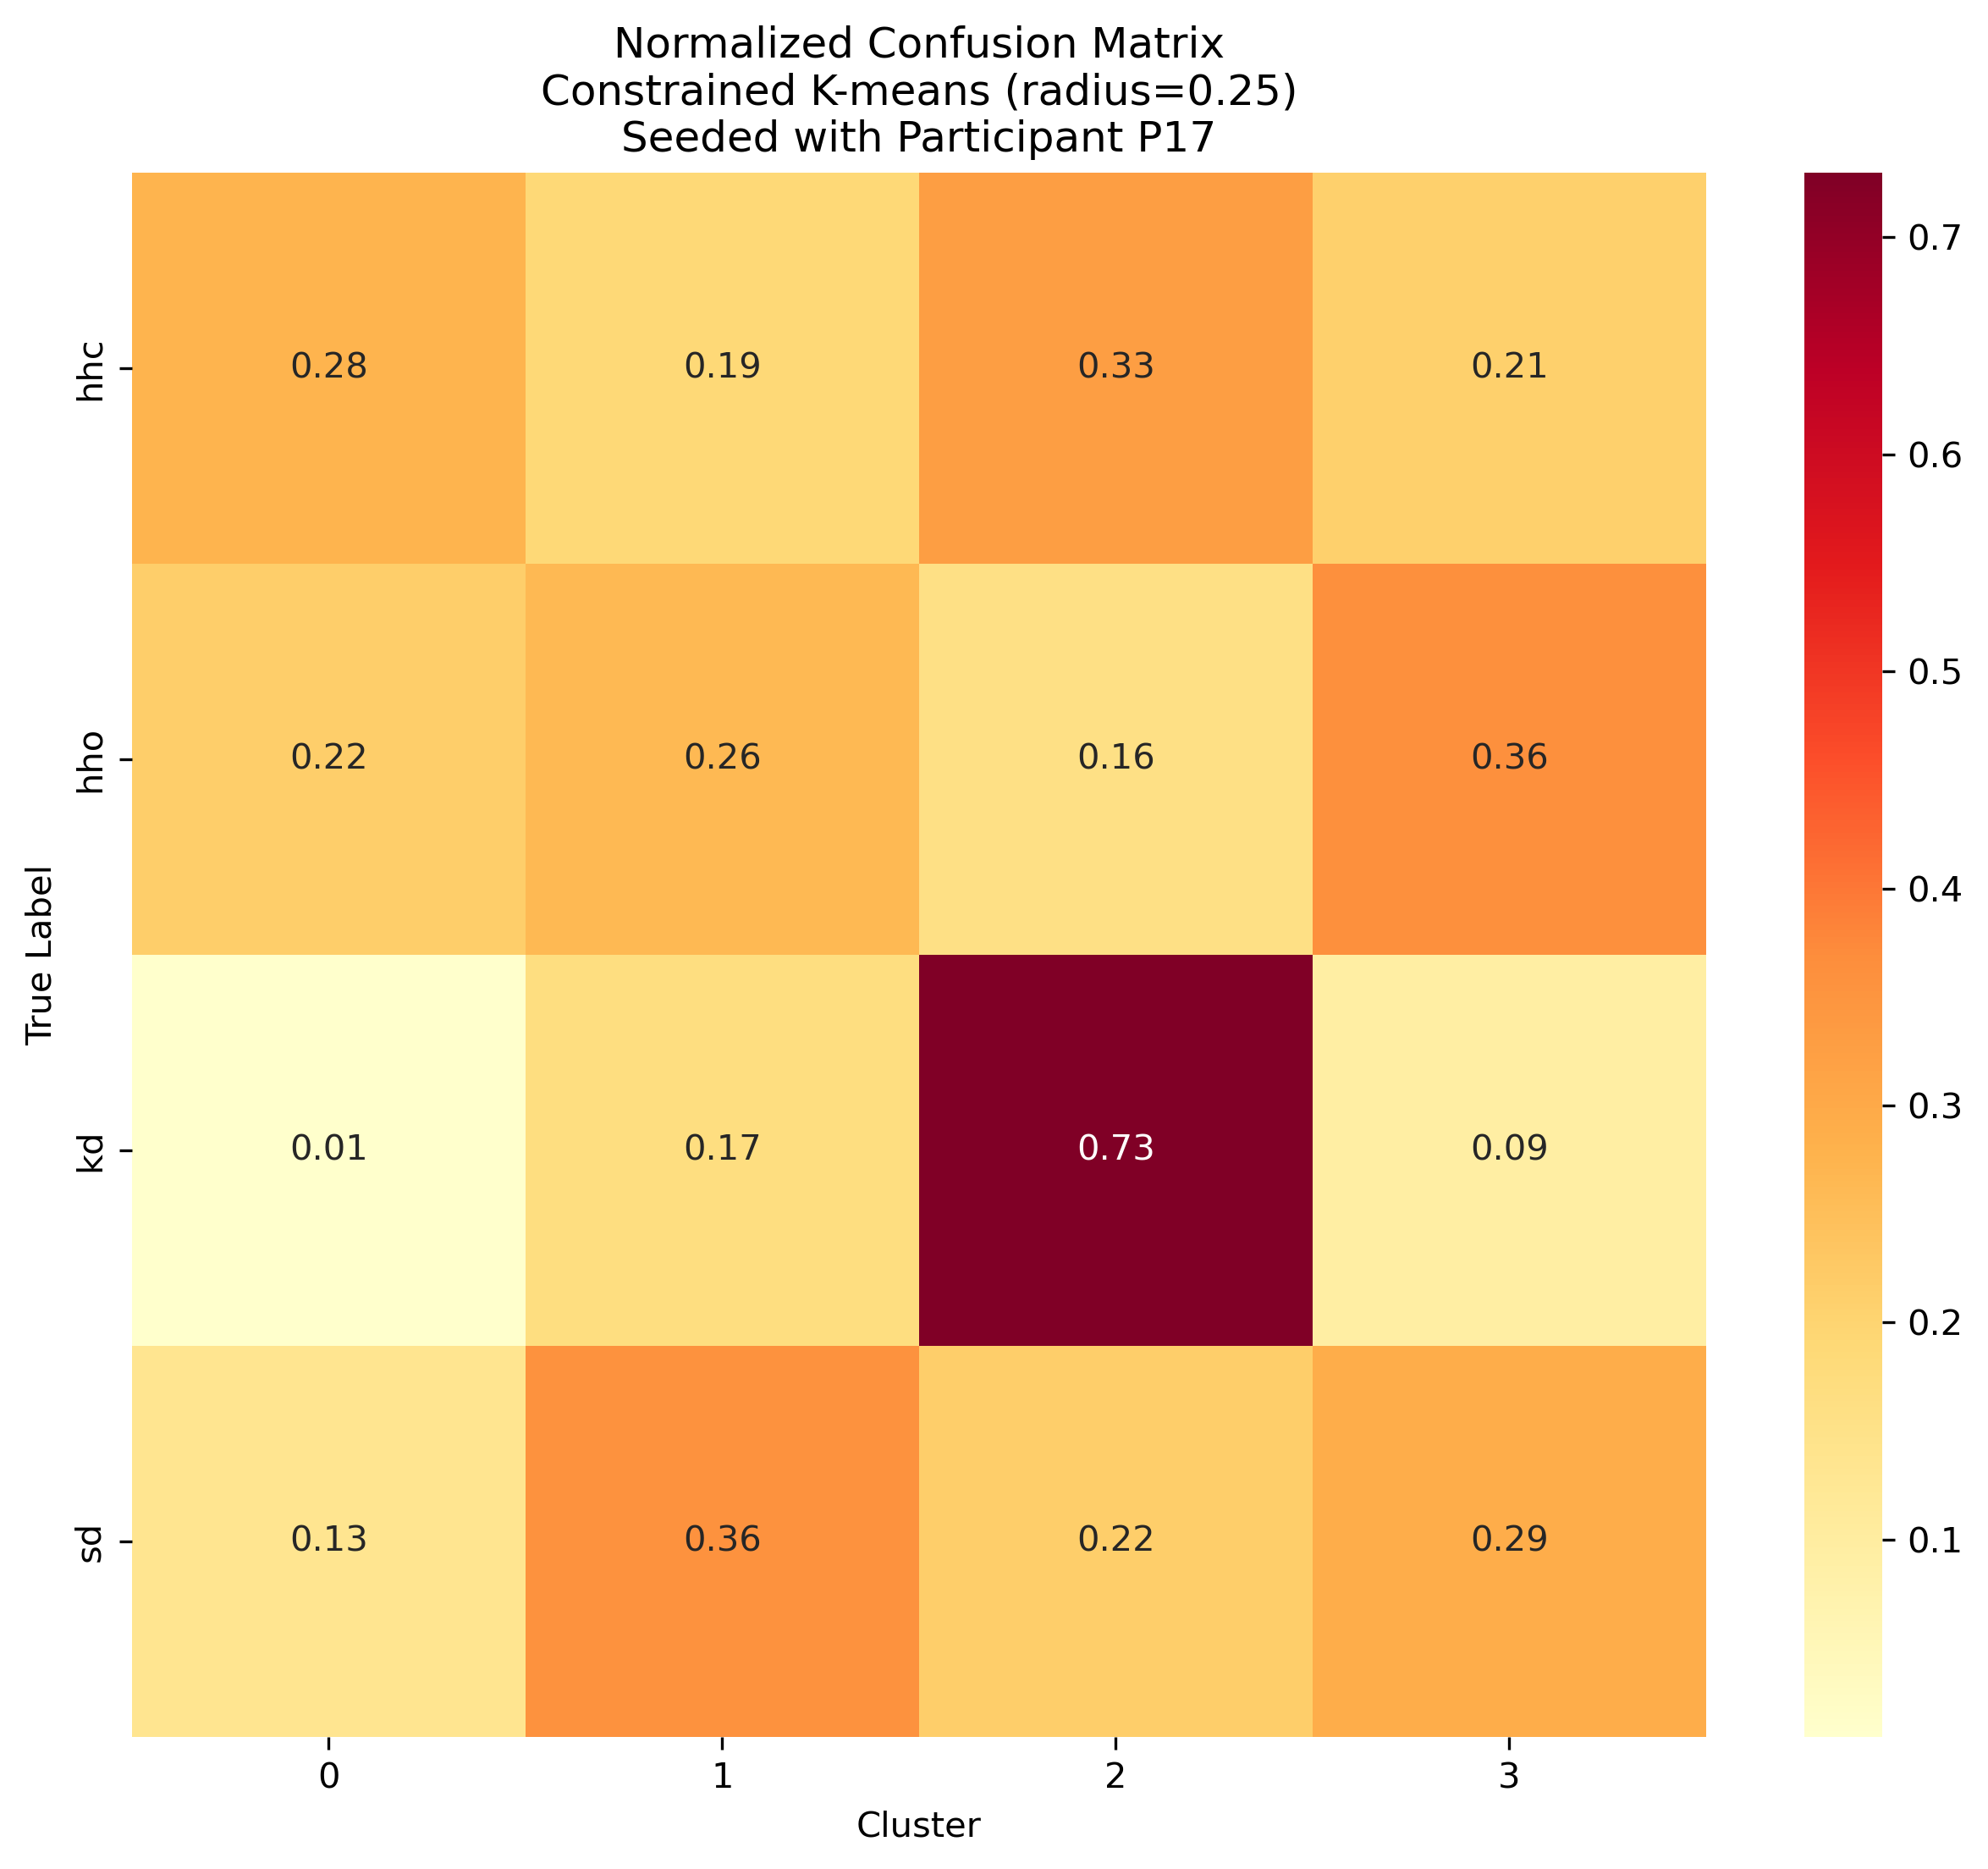 Normalized Confusion Matrix
Constrained K-means (radius=0.25)
Seeded with Participant P17
True Label
hhc
0.28 0.19 0.33 0.21
hho
0.22 0.26 0.16 0.36
kd
0.01 0.17 0.73 0.09
sd
0.13 0.36 0.22 0.29
0 1 2 3
Cluster
0.7
0.6
0.5
0.4
0.3
0.2
0.1